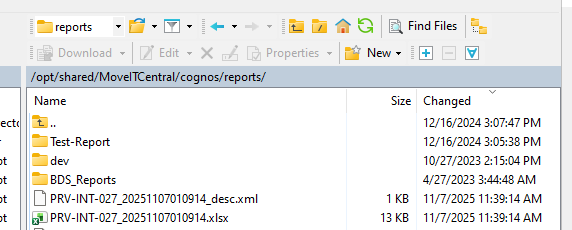 reports
Find Files
Download Edit Properties New
/opt/shared/MoveITCentral/cognos/reports/
Name Size Changed
.. 12/16/2024 3:07:47 PM
Test-Report 12/16/2024 3:05:38 PM
dev 10/27/2023 2:15:04 PM
BDS_Reports 4/27/2023 3:44:48 AM
PRV-INT-027_20251107010914_desc.xml 1 KB 11/7/2025 11:39:14 AM
PRV-INT-027_20251107010914.xlsx 13 KB 11/7/2025 11:39:14 AM